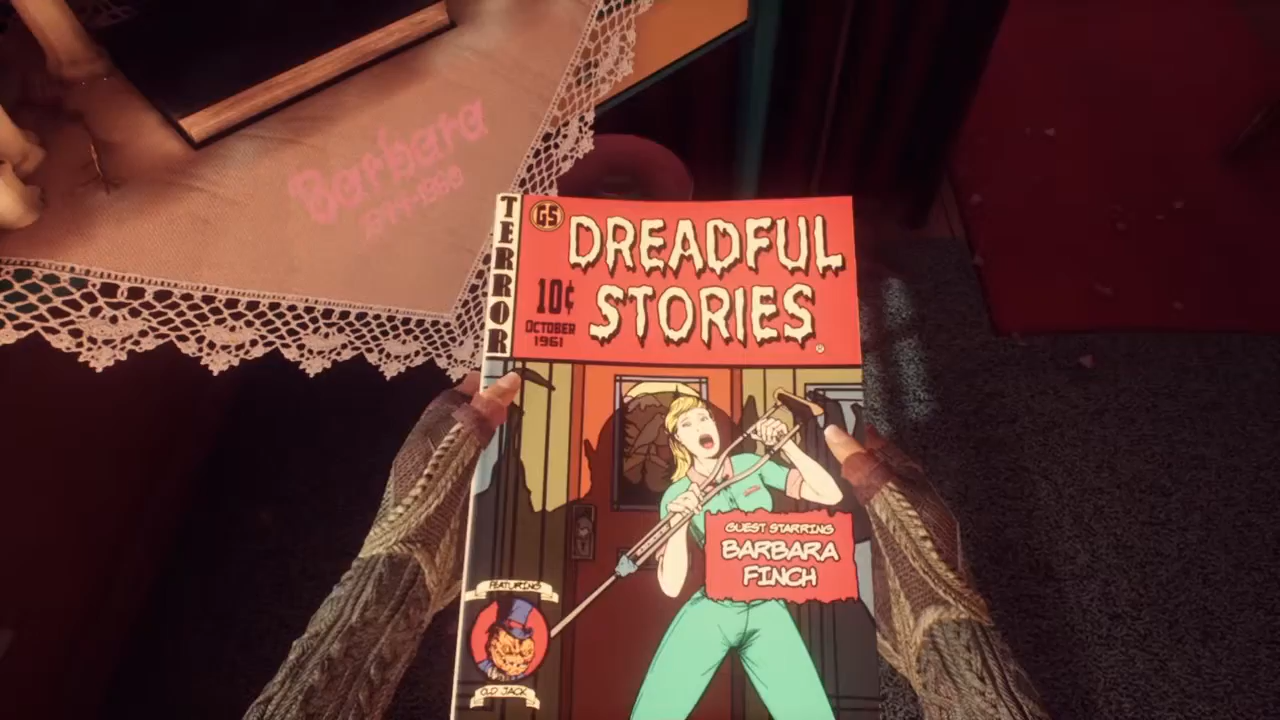 Barbara
TERROR
GS
DREADFUL
STORIES
10¢
OCTOBER
1961
®
GUEST STARRING
BARBARA
FINCH
FEATURING
OLD JACK